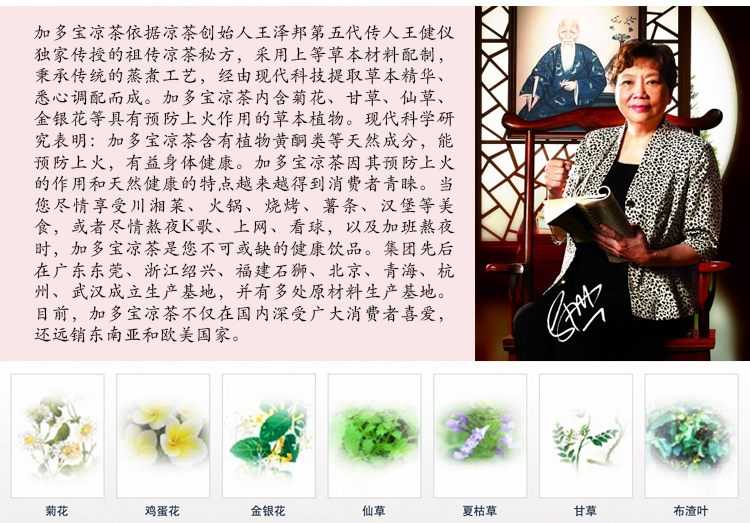 加多宝凉茶依据凉茶创始人王泽邦第五代传人王健仪
独家传授的祖传凉茶秘方，采用上等草本材料配制，
秉承传统的蒸煮工艺，经由现代科技提取草本精华、
悉心调配而成。加多宝凉茶内含菊花、甘草、仙草、
金银花等具有预防上火作用的草本植物。现代科学研
究表明：加多宝凉茶含有植物黄酮类等天然成分，能
预防上火，有益身体健康。加多宝凉茶因其预防上火
的作用和天然健康的特点越来越得到消费者青睐。当
您尽情享受川湘菜、火锅、烧烤、薯条、汉堡等美
食，或者尽情熬夜K歌、上网、看球，以及加班熬夜
时，加多宝凉茶是您不可或缺的健康饮品。集团先后
在广东东莞、浙江绍兴、福建石狮、北京、青海、杭
州、武汉成立生产基地，并有多处原材料生产基地。
目前，加多宝凉茶不仅在国内深受广大消费者喜爱，
还远销东南亚和欧美国家。
菊花
鸡蛋花
金银花
仙草
夏枯草
甘草
布渣叶